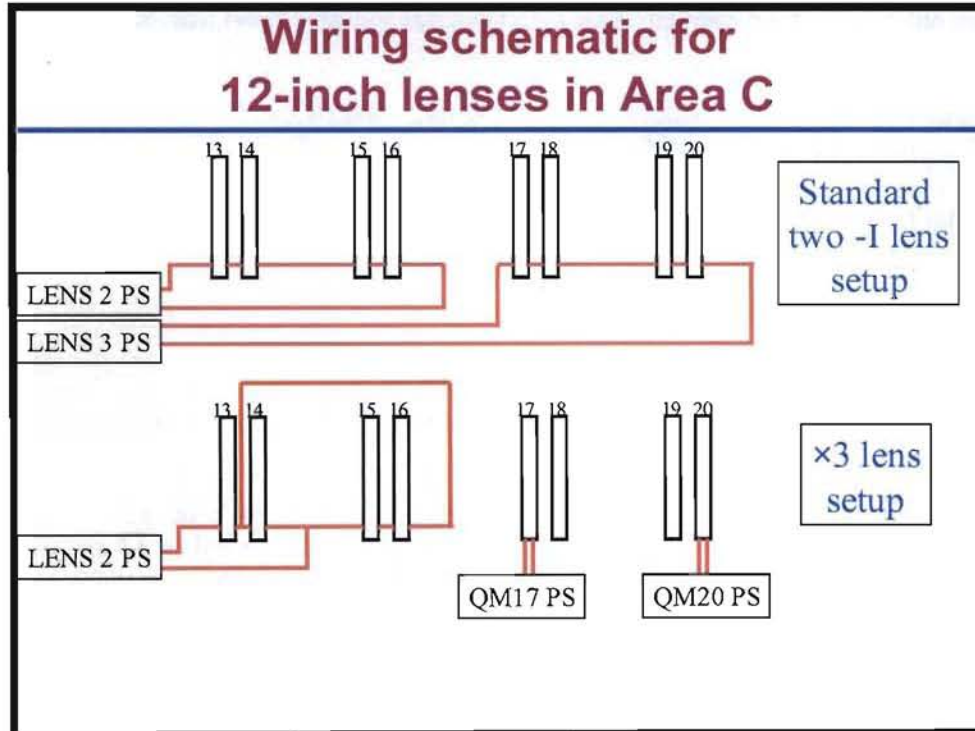 Wiring schematic for
12-inch lenses in Area C
13 14 15 16 17 18 19 20
Standard
two -I lens
setup
LENS 2 PS
LENS 3 PS
13 14 15 16 17 18 19 20
×3 lens
setup
LENS 2 PS
QM17 PS QM20 PS